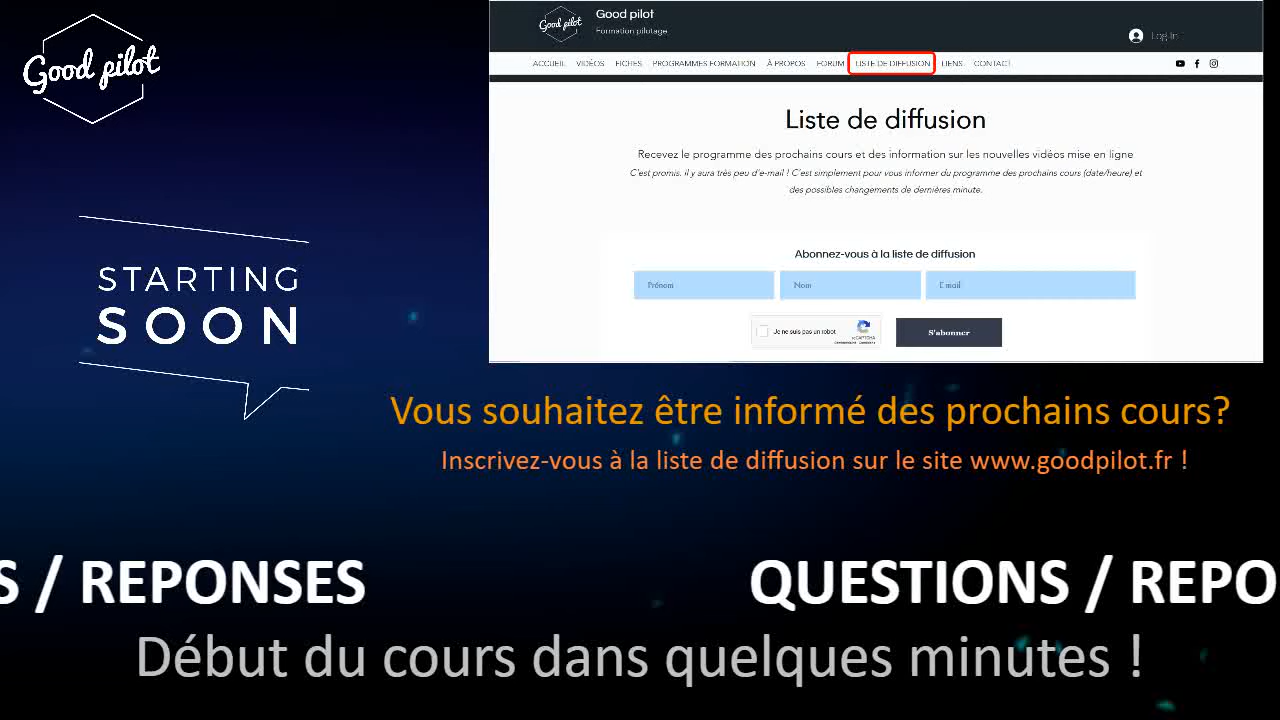 Good pilot
Good pilot
Good pilot
Formation pilotage
Log In
ACCUEIL VIDÉOS FICHES PROGRAMMES FORMATION À PROPOS FORUM LISTE DE DIFFUSION LIENS CONTACT
Liste de diffusion
Recevez le programme des prochains cours et des information sur les nouvelles vidéos mise en ligne
C'est promis, il y aura très peu d'e-mail ! C'est simplement pour vous informer du programme des prochains cours (date/heure) et
des possibles changements de dernières minute.
Abonnez-vous à la liste de diffusion
Prénom Nom E mail
Je ne suis pas un robot
reCAPTCHA
S'abonner
STARTING
SOON
Vous souhaitez être informé des prochains cours?
Inscrivez-vous à la liste de diffusion sur le site www.goodpilot.fr !
S / REPONSES QUESTIONS / REPO
Début du cours dans quelques minutes !